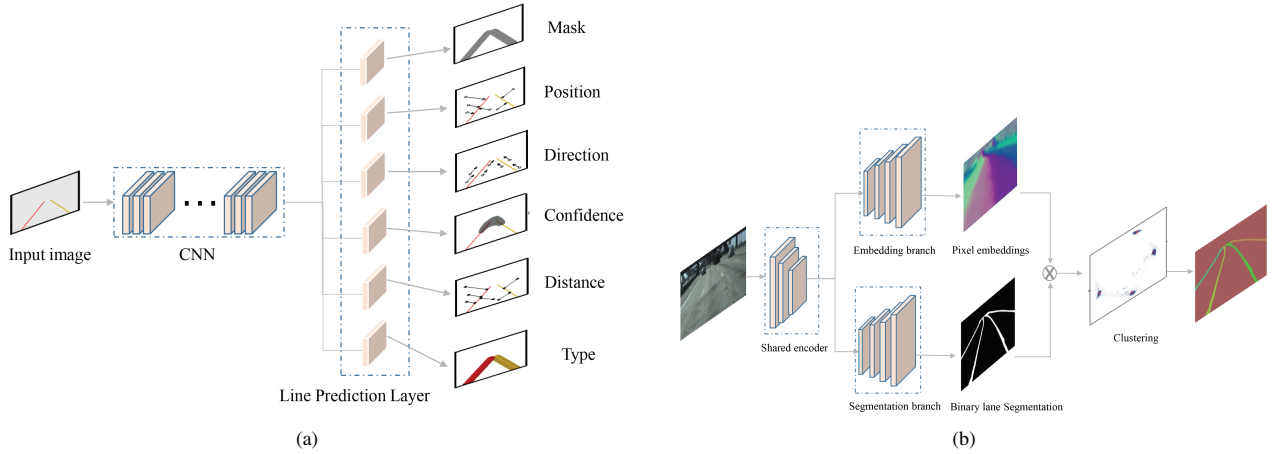 Mask
Position
Direction
Confidence
Distance
Type
Input image
CNN
Line Prediction Layer
(a)
Embedding branch
Pixel embeddings
Shared encoder
Clustering
Segmentation branch
Binary lane Segmentation
(b)